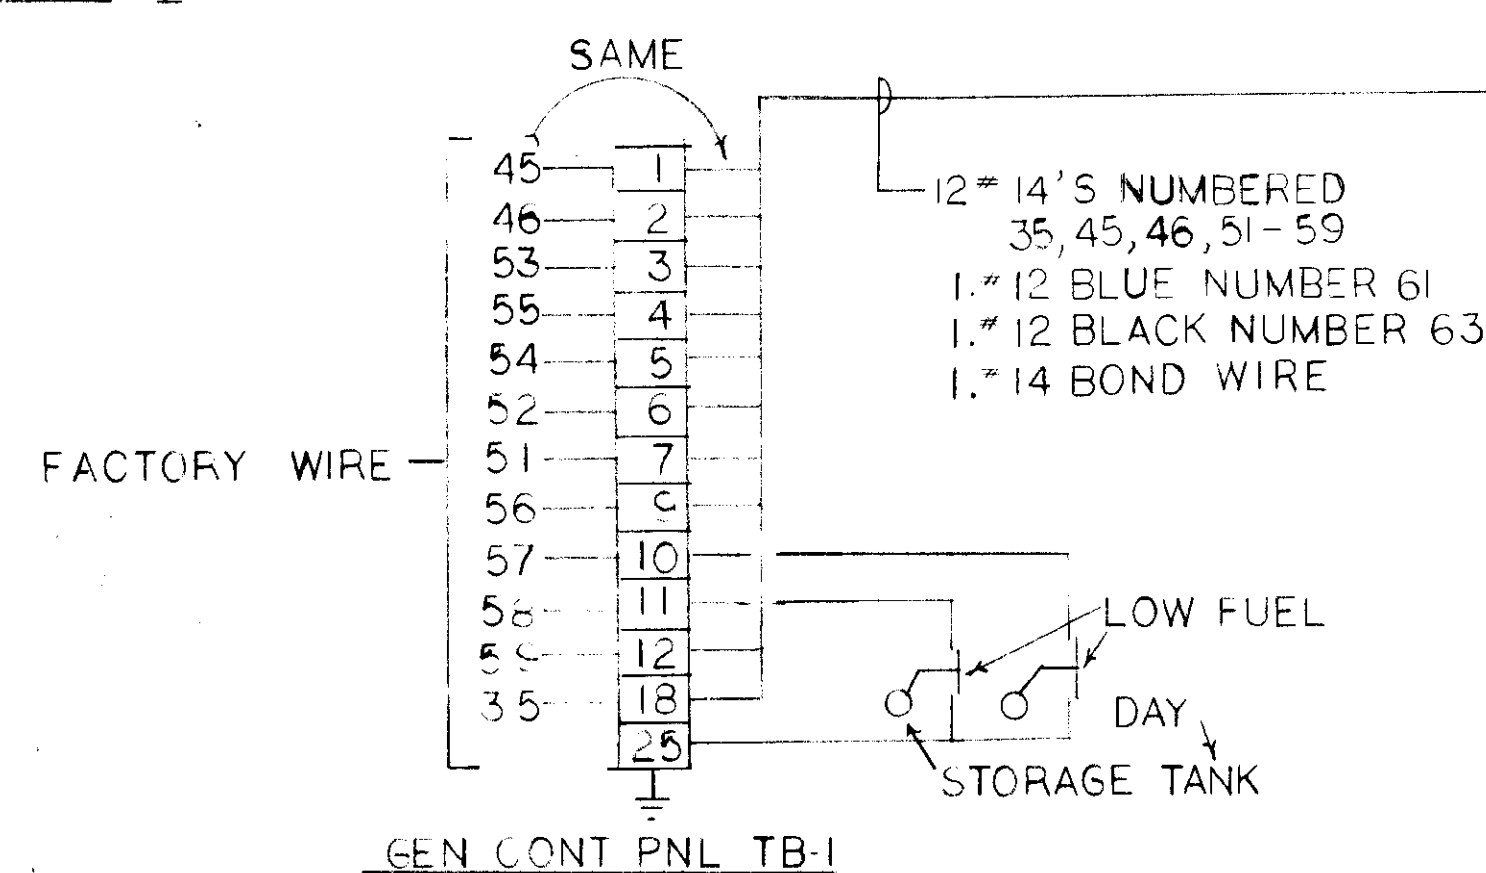 SAME
45 1
46 2
53 3
55 4
54 5
52 6
51 7
56
57 10
58 11
59 12
35 18
25
FACTORY WIRE
12# 14'S NUMBERED
35, 45, 46, 51-59
1.# 12 BLUE NUMBER 61
1.# 12 BLACK NUMBER 63
1.# 14 BOND WIRE
LOW FUEL
DAY
STORAGE TANK
GEN CONT PNL TB-1